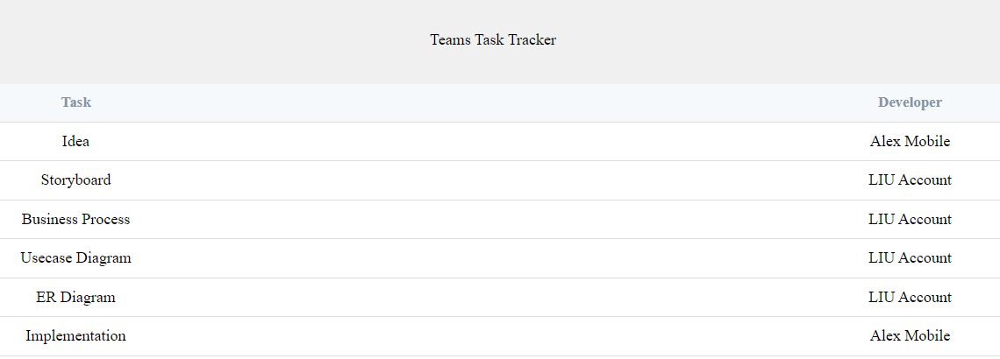 Teams Task Tracker
Task Developer
Idea Alex Mobile
Storyboard LIU Account
Business Process LIU Account
Usecase Diagram LIU Account
ER Diagram LIU Account
Implementation Alex Mobile